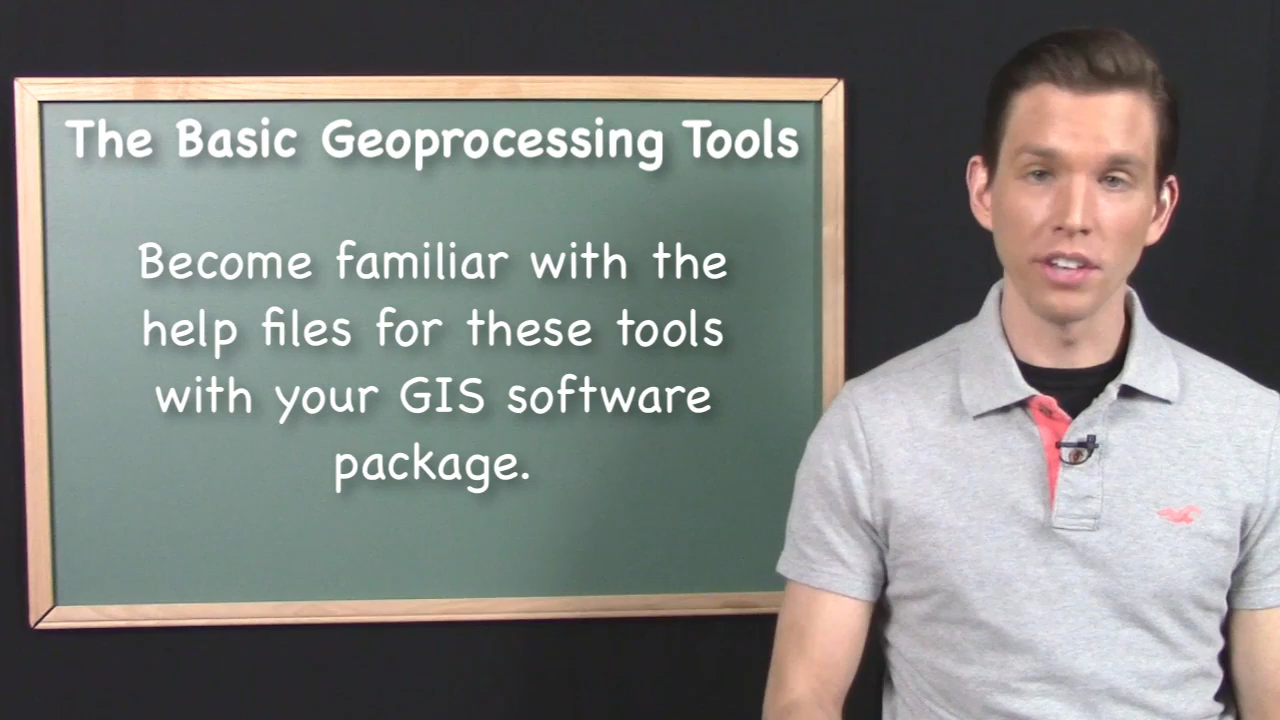 The Basic Geoprocessing Tools
Become familiar with the
help files for these tools
with your GIS software
package.